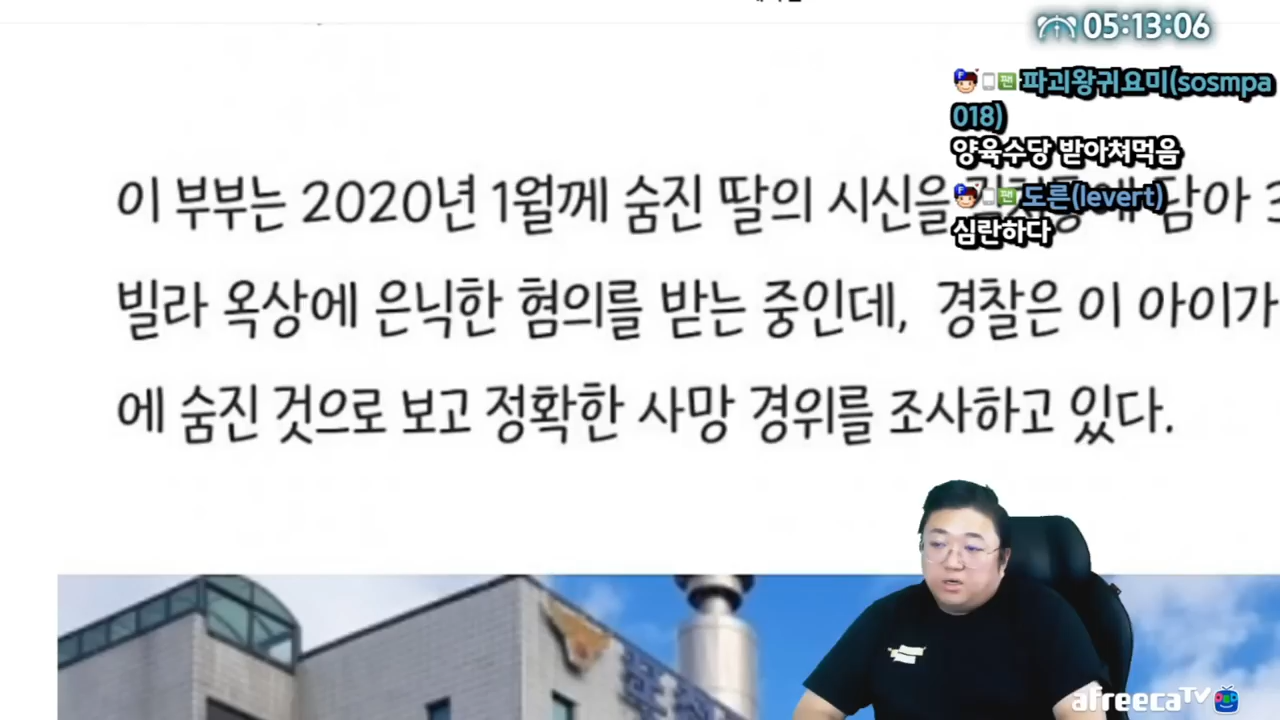 05:13:06
파괴왕귀요미(sosmpa
018)
양육수당 받아쳐먹음
도른(levert)
심란하다
이 부부는 2020년 1월께 숨진 딸의 시신을 담아 3
빌라 옥상에 은닉한 혐의를 받는 중인데, 경찰은 이 아이가
에 숨진 것으로 보고 정확한 사망 경위를 조사하고 있다.
afreecaTV